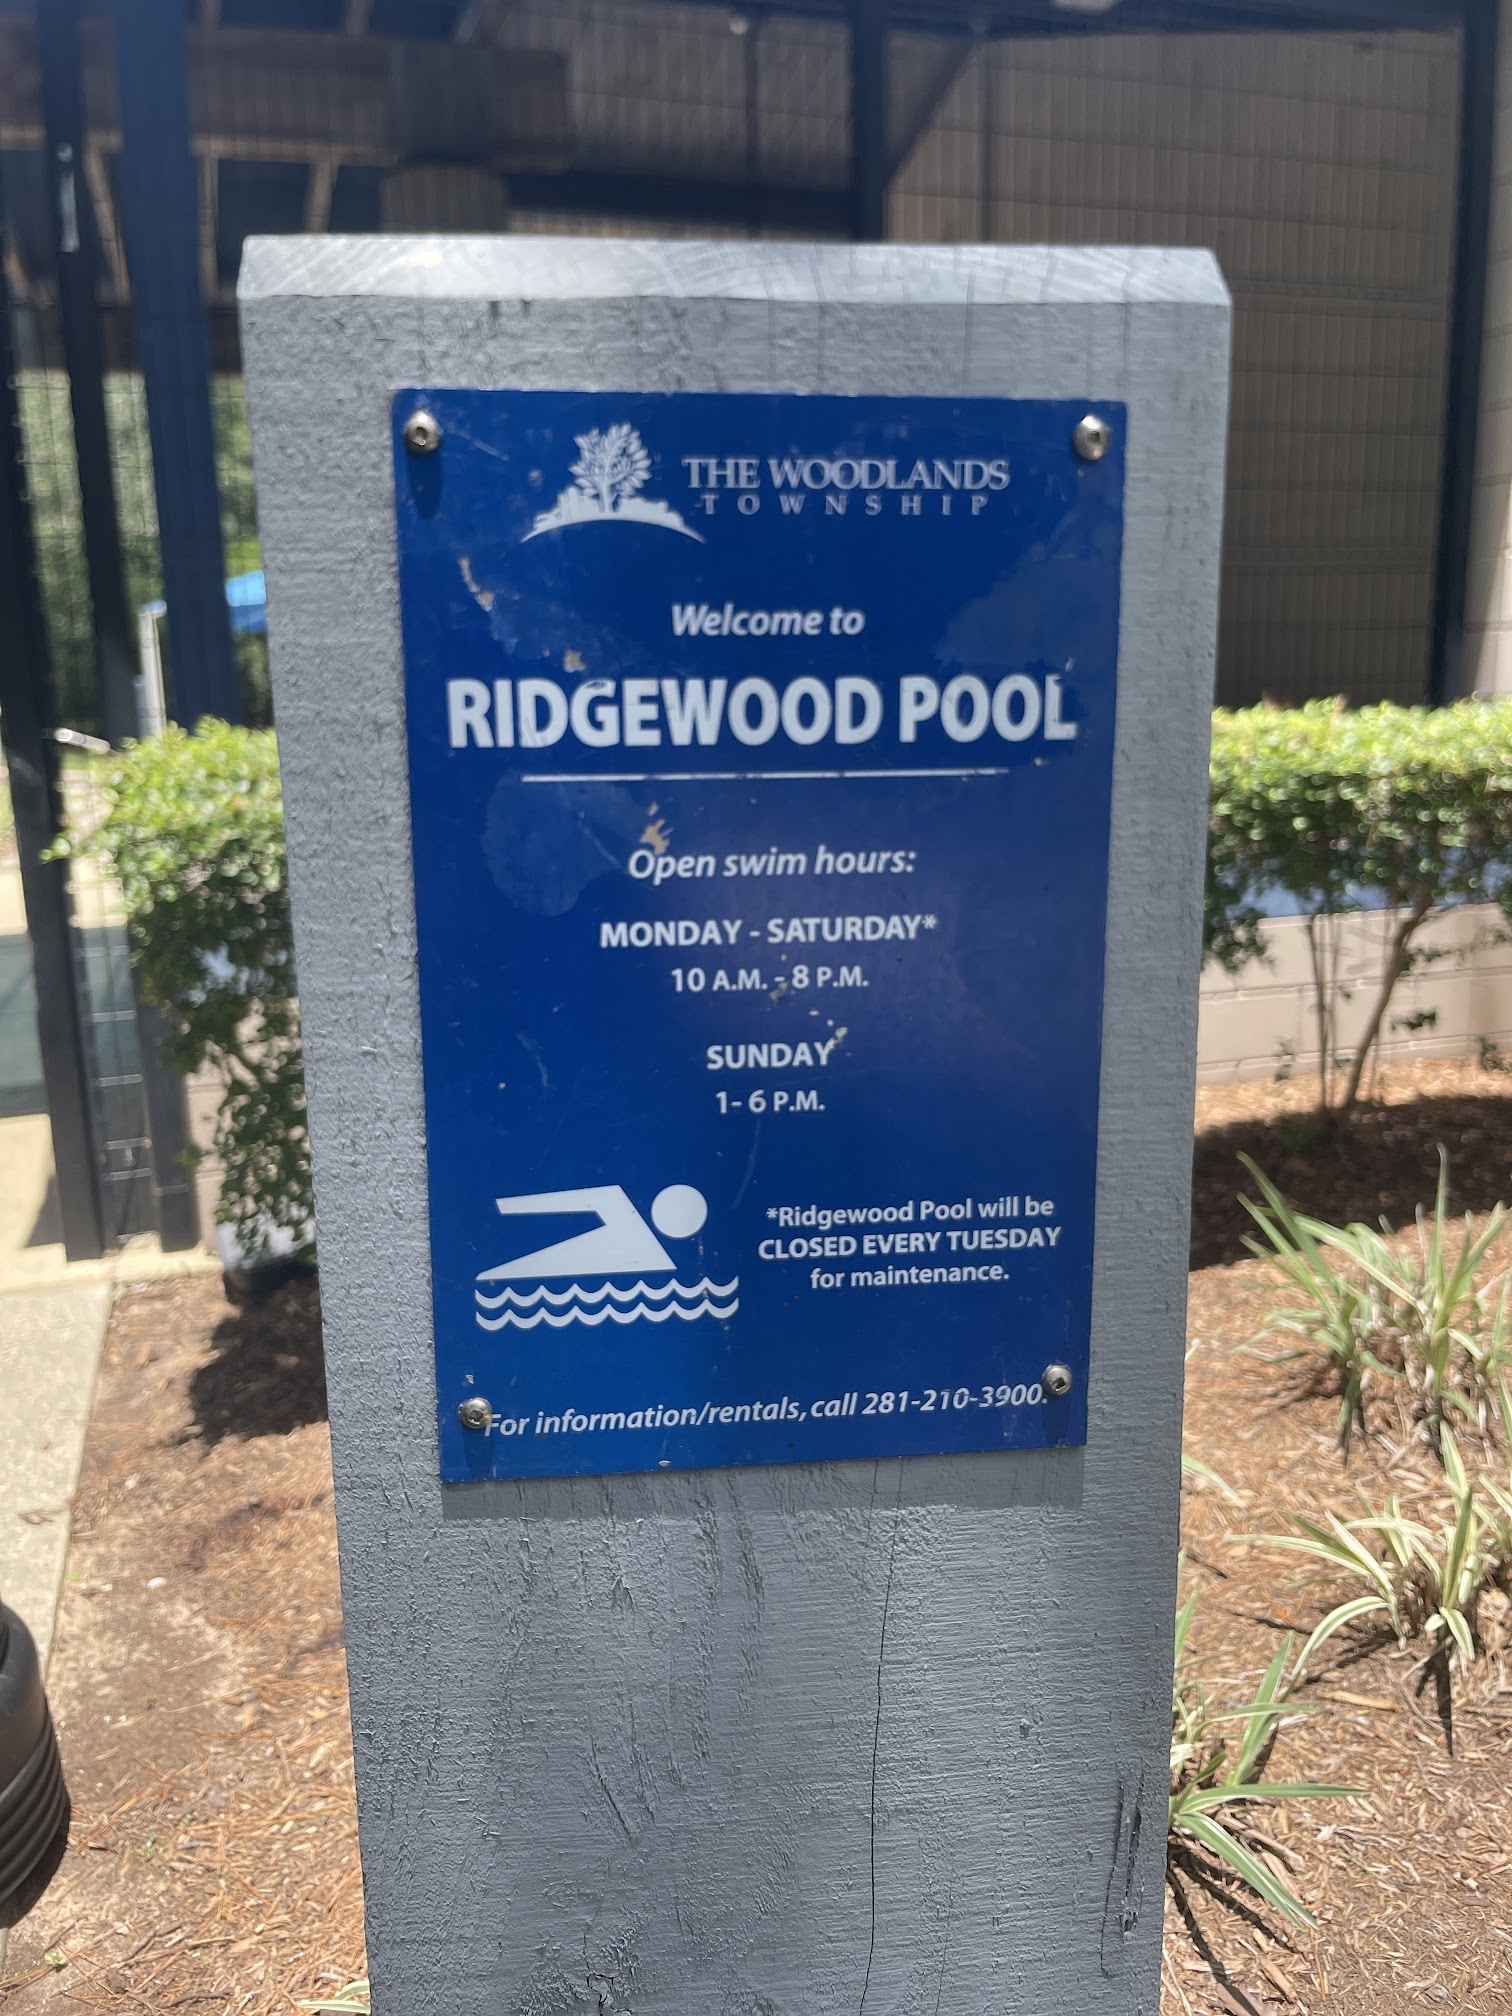 THE WOODLANDS
TOWNSHIP
Welcome to
RIDGEWOOD POOL
Open swim hours:
MONDAY - SATURDAY*
10 A.M. - 8 P.M.
SUNDAY
1- 6 P.M.
*Ridgewood Pool will be
CLOSED EVERY TUESDAY
for maintenance.
For information/rentals, call 281-210-3900.